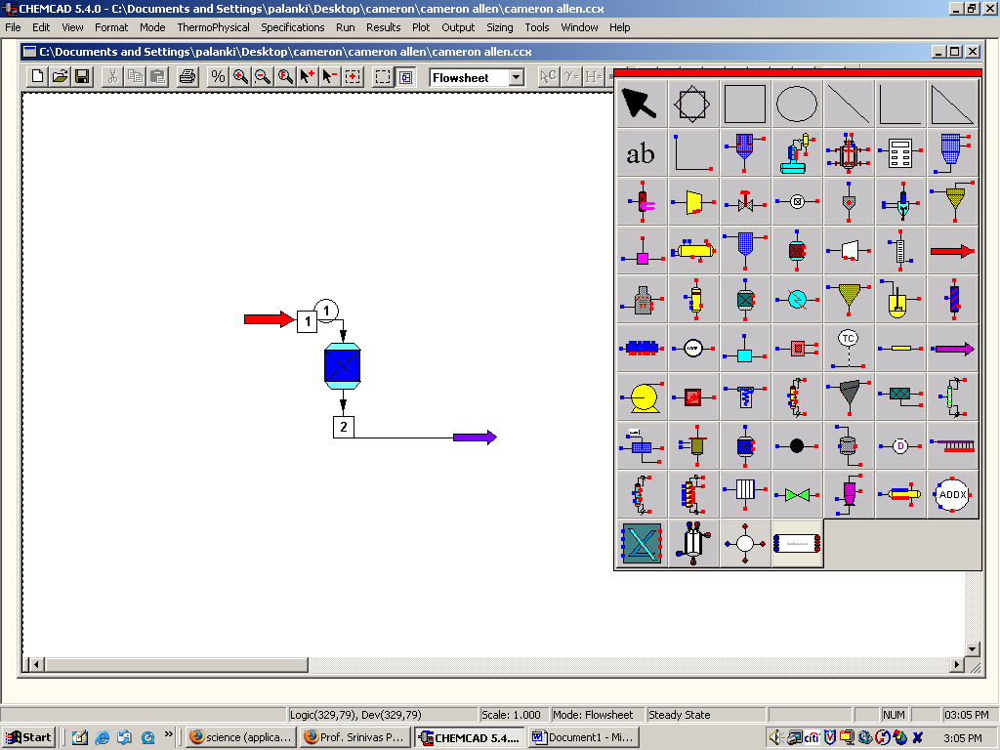 CHEMCAD 5.4.0 - C:\Documents and Settings\palanki\Desktop\cameron\cameron allen\cameron allen.ccx
File Edit View Format Mode ThermoPhysical Specifications Run Results Plot Output Sizing Tools Window Help
C:\Documents and Settings\palanki\Desktop\cameron\cameron allen\cameron allen.ccx
% Flowsheet
ab
1 1
2
TC
D
ADDX
Logic(329,79), Dev(329,79) Scale: 1.000 Mode: Flowsheet Steady State NUM 03:05 PM
Start » science (applica... Prof. Srinivas P... CHEMCAD 5.4.... Document1 - Mi... citi 3:05 PM